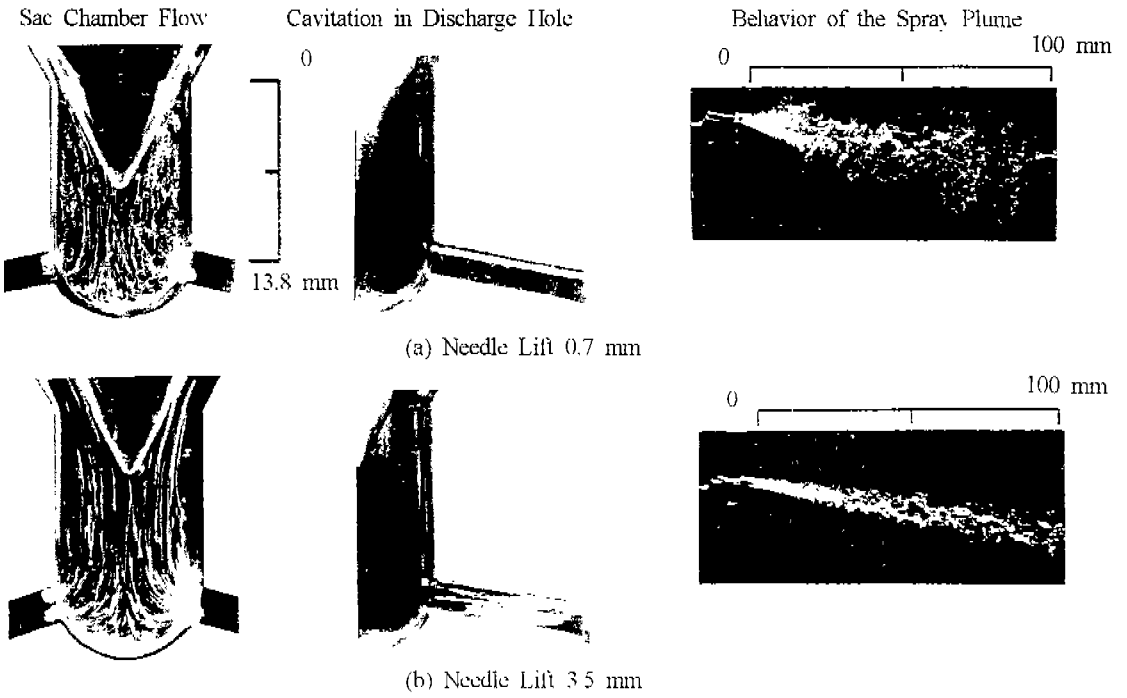 Sac Chamber Flow
Cavitation in Discharge Hole
Behavior of the Spray Plume
0
13.8 mm
0
100 mm
(a) Needle Lift 0.7 mm
0
100 mm
(b) Needle Lift 3.5 mm